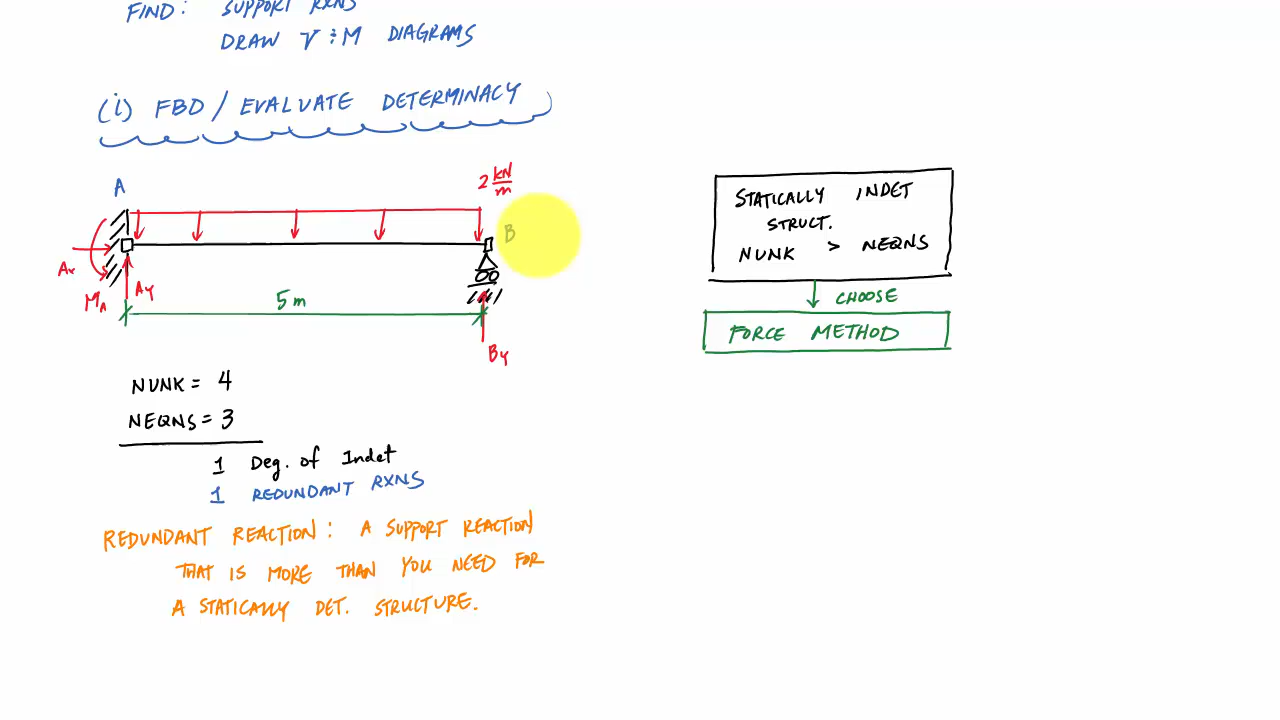 FIND: SUPPORT RXNS
DRAW V & M DIAGRAMS
(i) FBD / EVALUATE DETERMINACY
A
2 kN/m
B
Ax
MA
Ay
5 m
By
NUNK = 4
NEQNS = 3
1 Deg. of Indet
1 REDUNDANT RXNS
REDUNDANT REACTION: A SUPPORT REACTION
THAT IS MORE THAN YOU NEED FOR
A STATICALLY DET. STRUCTURE.
STATICALLY INDET
STRUCT.
NUNK > NEQNS
CHOOSE
FORCE METHOD